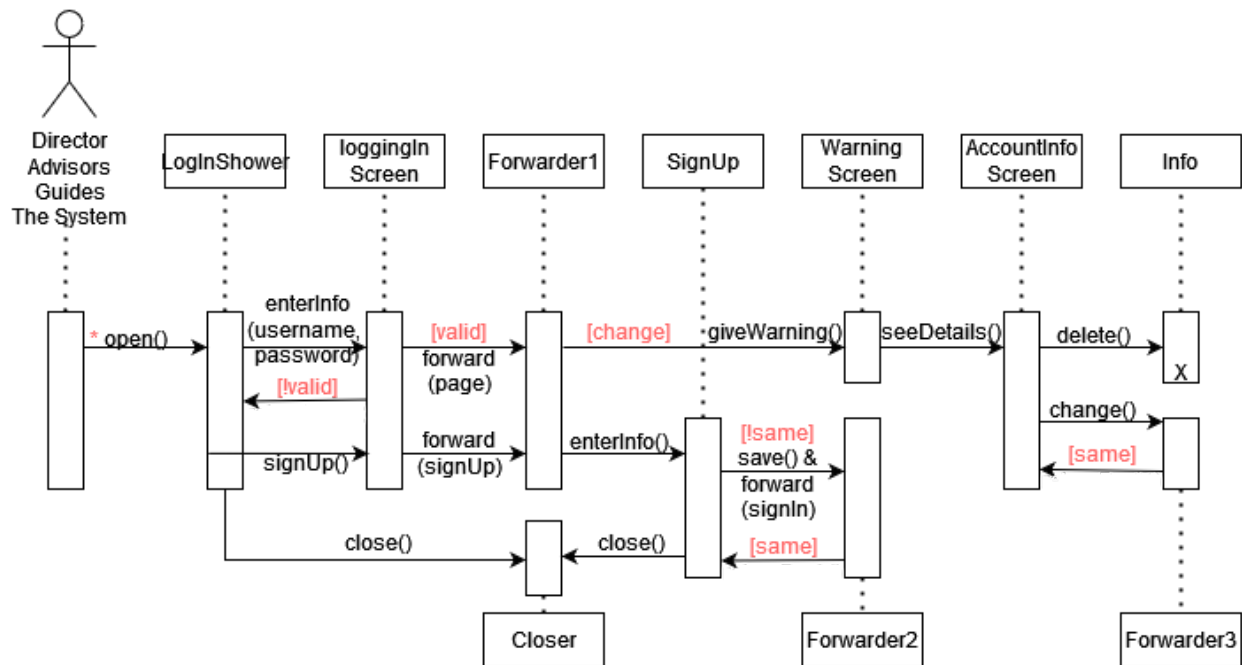 Director
Advisors
Guides
The System
LogInShower
loggingIn
Screen
Forwarder1
SignUp
Warning
Screen
AccountInfo
Screen
Info
* open()
enterInfo
(username,
password)
[!valid]
signUp()
[valid]
forward
(page)
forward
(signUp)
[change]
giveWarning()
seeDetails()
delete()
X
change()
[same]
enterInfo()
[!same]
save() &
forward
(signIn)
[same]
close()
close()
Closer
Forwarder2
Forwarder3